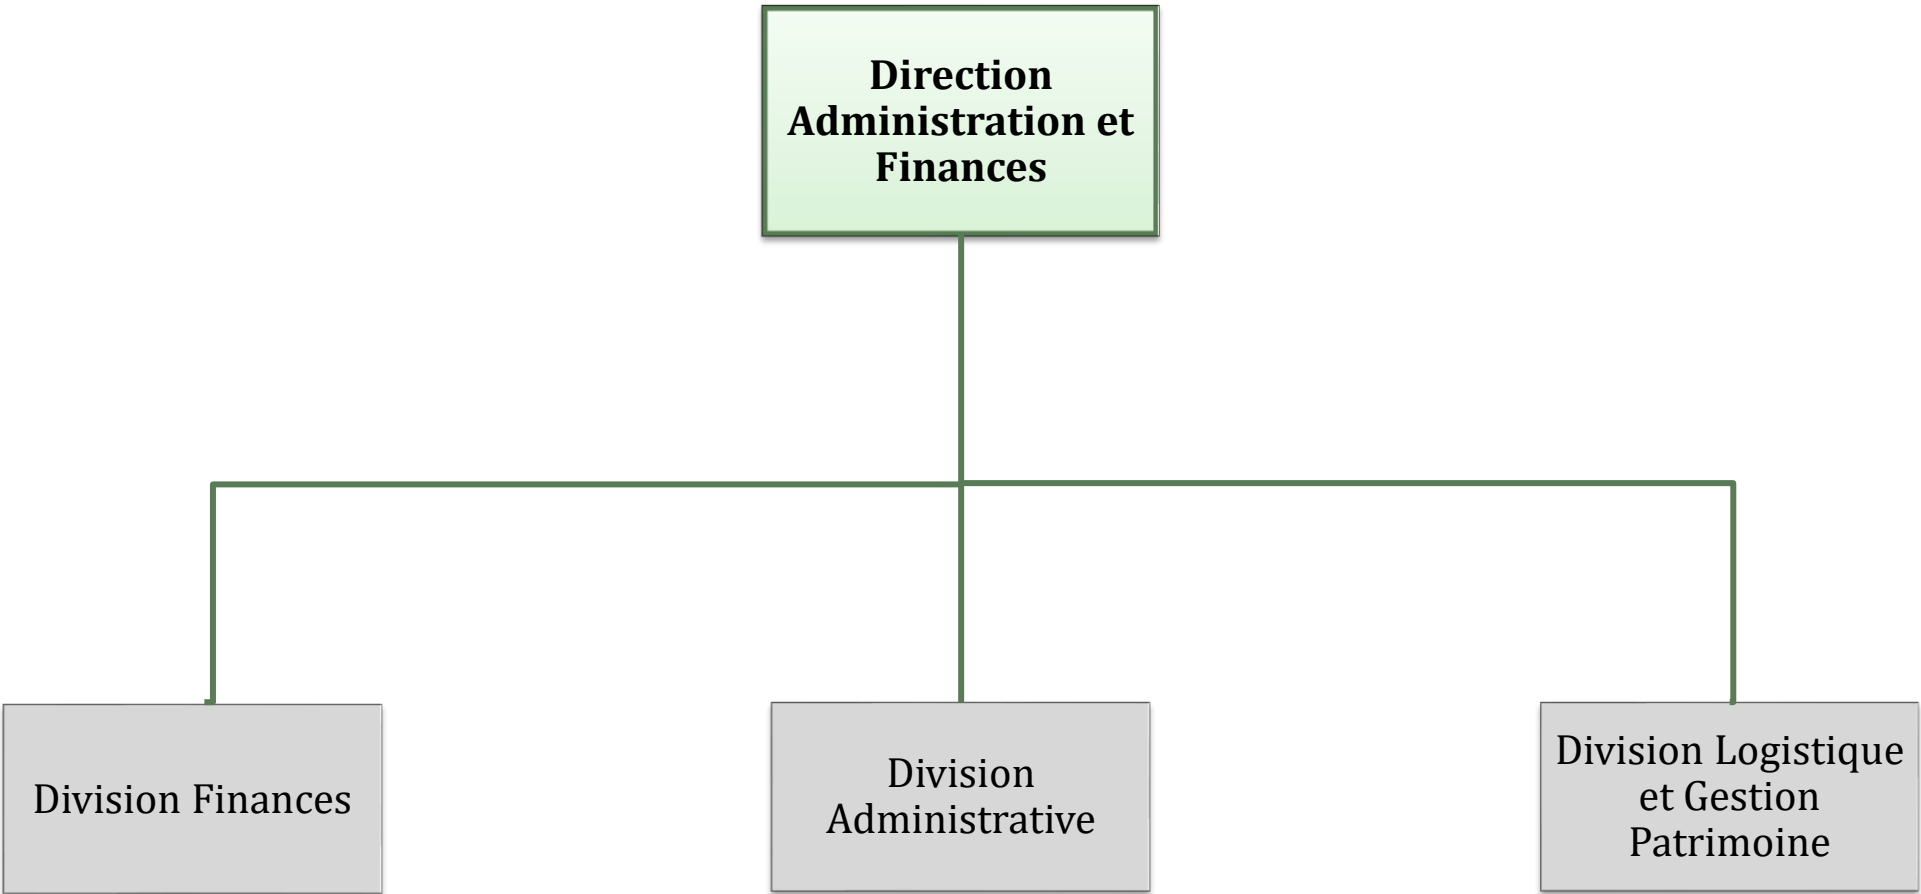 Direction
Administration et
Finances
Division Finances
Division
Administrative
Division Logistique
et Gestion
Patrimoine